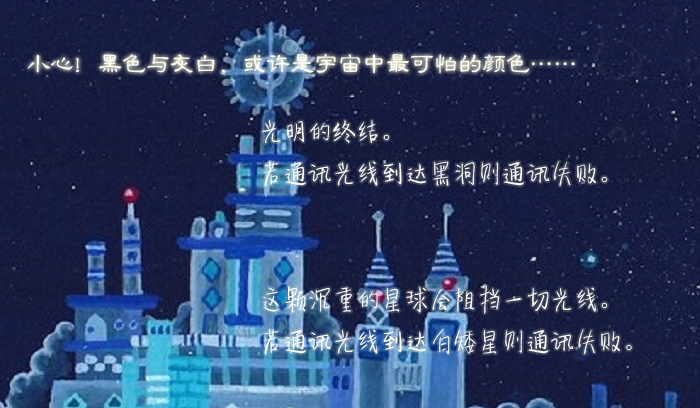 小心！黑色与灰白，或许是宇宙中最可怕的颜色……
光明的终结。
若通讯光线到达黑洞则通讯失败。
这颗沉重的星球会阻挡一切光线。
若通讯光线到达白矮星则通讯失败。